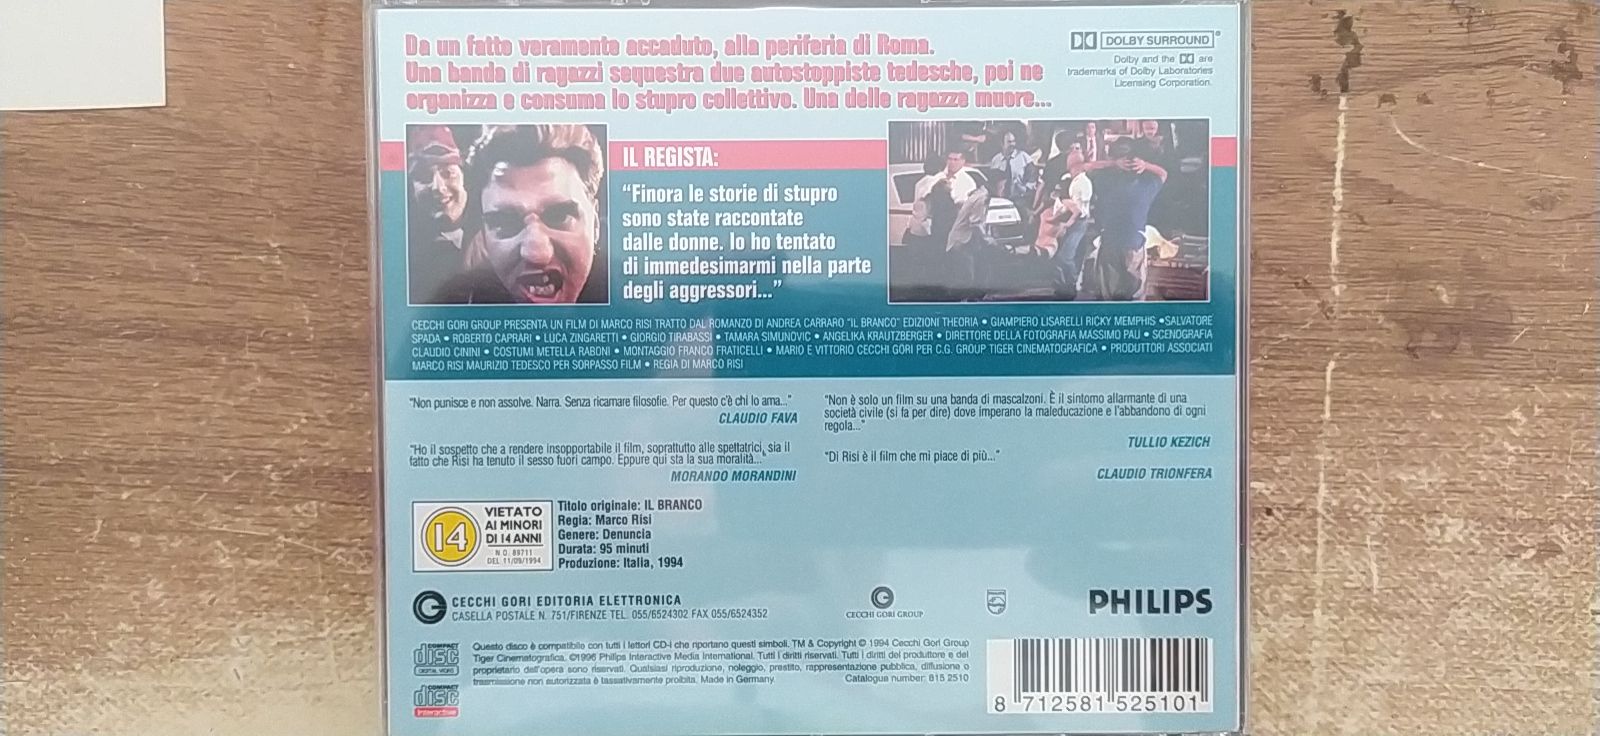 Da un fatto veramente accaduto, alla periferia di Roma.
Una banda di ragazzi sequestra due autostoppiste tedesche, poi ne
organizza e consuma lo stupro collettivo. Una delle ragazze muore...
DOLBY SURROUND®
Dolby and the are
trademarks of Dolby Laboratories
Licensing Corporation.
IL REGISTA:
“Finora le storie di stupro
sono state raccontate
dalle donne. Io ho tentato
di immedesimarmi nella parte
degli aggressori...”
CECCHI GORI GROUP PRESENTA UN FILM DI MARCO RISI TRATTO DAL ROMANZO DI ANDREA CARRARO "IL BRANCO" EDIZIONI THEORIA • GIAMPIERO LISARELLI RICKY MEMPHIS •SALVATORE
SPADA • ROBERTO CAPRARI • LUCA ZINGARETTI • GIORGIO TIRABASSI • TAMARA SIMUNOVIC • ANGELIKA KRAUTZBERGER • DIRETTORE DELLA FOTOGRAFIA MASSIMO PAU • SCENOGRAFIA
CLAUDIO CININI • COSTUMI METELLA RABONI • MONTAGGIO FRANCO FRATICELLI • MARIO E VITTORIO CECCHI GORI PER C.G. GROUP TIGER CINEMATOGRAFICA • PRODUTTORI ASSOCIATI
MARCO RISI MAURIZIO TEDESCO PER SORPASSO FILM • REGIA DI MARCO RISI
"Non punisce e non assolve. Narra. Senza ricamare filosofie. Per questo c'è chi lo ama..."
CLAUDIO FAVA
"Ho il sospetto che a rendere insopportabile il film, soprattutto alle spettatrici, sia il
fatto che Risi ha tenuto il sesso fuori campo. Eppure qui sta la sua moralità..."
MORANDO MORANDINI
"Non è solo un film su una banda di mascalzoni. È il sintomo allarmante di una
società civile (si fa per dire) dove imperano la maleducazione e l'abbandono di ogni
regola..."
TULLIO KEZICH
"Di Risi è il film che mi piace di più..."
CLAUDIO TRIONFERA
14
VIETATO
AI MINORI
DI 14 ANNI
N.O. 89711
DEL 11/09/1994
Titolo originale: IL BRANCO
Regia: Marco Risi
Genere: Denuncia
Durata: 95 minuti
Produzione: Italia, 1994
CECCHI GORI EDITORIA ELETTRONICA
CASELLA POSTALE N. 751/FIRENZE TEL. 055/6524302 FAX 055/6524352
CECCHI GORI GROUP
PHILIPS
COMPACT
disc
DIGITAL VIDEO
COMPACT
disc
Interactive
Questo disco è compatibile con tutti i lettori CD-i che riportano questi simboli. TM & Copyright © 1994 Cecchi Gori Group
Tiger Cinematografica. ©1996 Philips Interactive Media International. Tutti i diritti riservati. Tutti i diritti del produttore e del
proprietario dell'opera sono riservati. Qualsiasi riproduzione, noleggio, prestito, rappresentazione pubblica, diffusione o
trasmissione non autorizzata è tassativamente proibita. Made in Germany.
Catalogue number: 815 2510
8 712581 525101